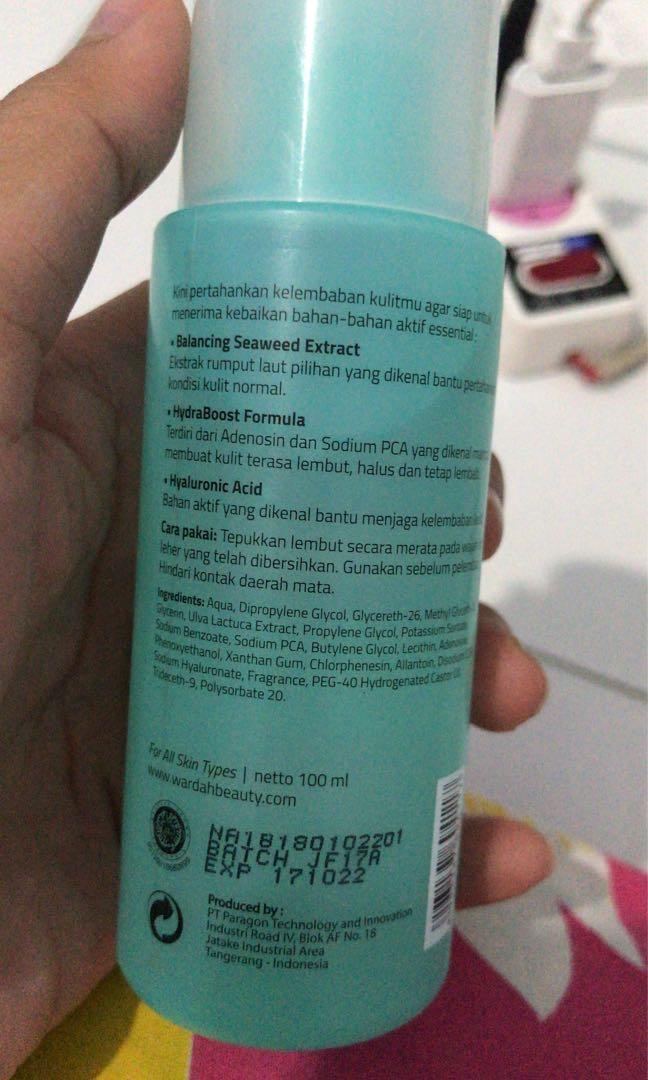 Kini pertahankan kelembaban kulitmu agar siap untuk
menerima kebaikan bahan-bahan aktif essential :
• Balancing Seaweed Extract
Ekstrak rumput laut pilihan yang dikenal bantu
kondisi kulit normal.
• HydraBoost Formula
Terdiri dari Adenosin dan Sodium PCA yang dikenal
membuat kulit terasa lembut, halus dan tetap lembab.
• Hyaluronic Acid
Bahan aktif yang dikenal bantu menjaga kelembaban
Cara pakai: Tepukkan lembut secara merata pada
leher yang telah dibersihkan. Gunakan sebelum
Hindari kontak daerah mata.
Ingredients: Aqua, Dipropylene Glycol, Glycereth-26, Methyl
Glycerin, Ulva Lactuca Extract, Propylene Glycol, Potassium Sorbate,
Sodium Benzoate, Sodium PCA, Butylene Glycol, Lecithin, Adenosine,
Phenoxyethanol, Xanthan Gum, Chlorphenesin, Allantoin, Disodium
Sodium Hyaluronate, Fragrance, PEG-40 Hydrogenated Castor Oil,
Trideceth-9, Polysorbate 20.
For All Skin Types | netto 100 ml
www.wardahbeauty.com
NA18180102201
BATCH JF17A
EXP 171022
Produced by :
PT Paragon Technology and Innovation
Industri Road IV, Blok AF No. 18
Jatake Industrial Area
Tangerang - Indonesia